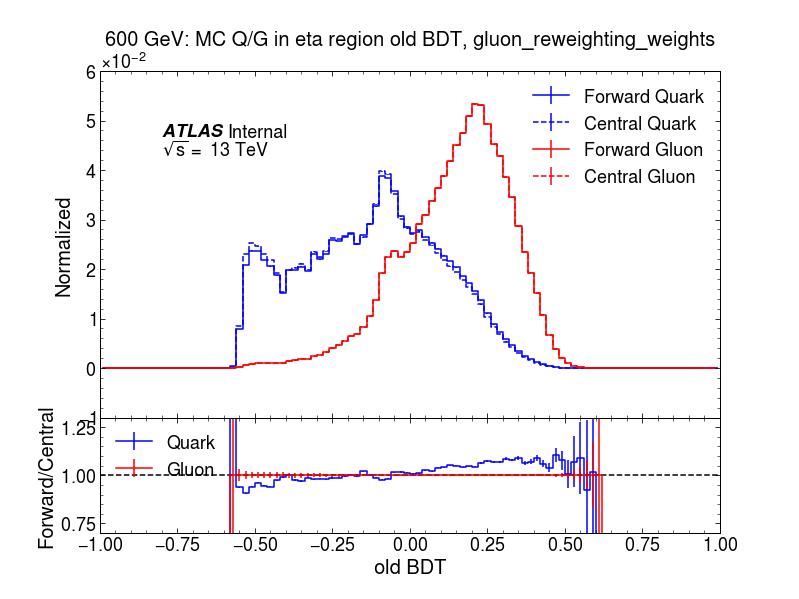 600 GeV: MC Q/G in eta region old BDT, gluon_reweighting_weights
×10⁻²
6
5
4
3
2
1
0
−1
Normalized
ATLAS Internal
√s = 13 TeV
Forward Quark
Central Quark
Forward Gluon
Central Gluon
1.25
1.00
0.75
Forward/Central
Quark
Gluon
−1.00 −0.75 −0.50 −0.25 0.00 0.25 0.50 0.75 1.00
old BDT